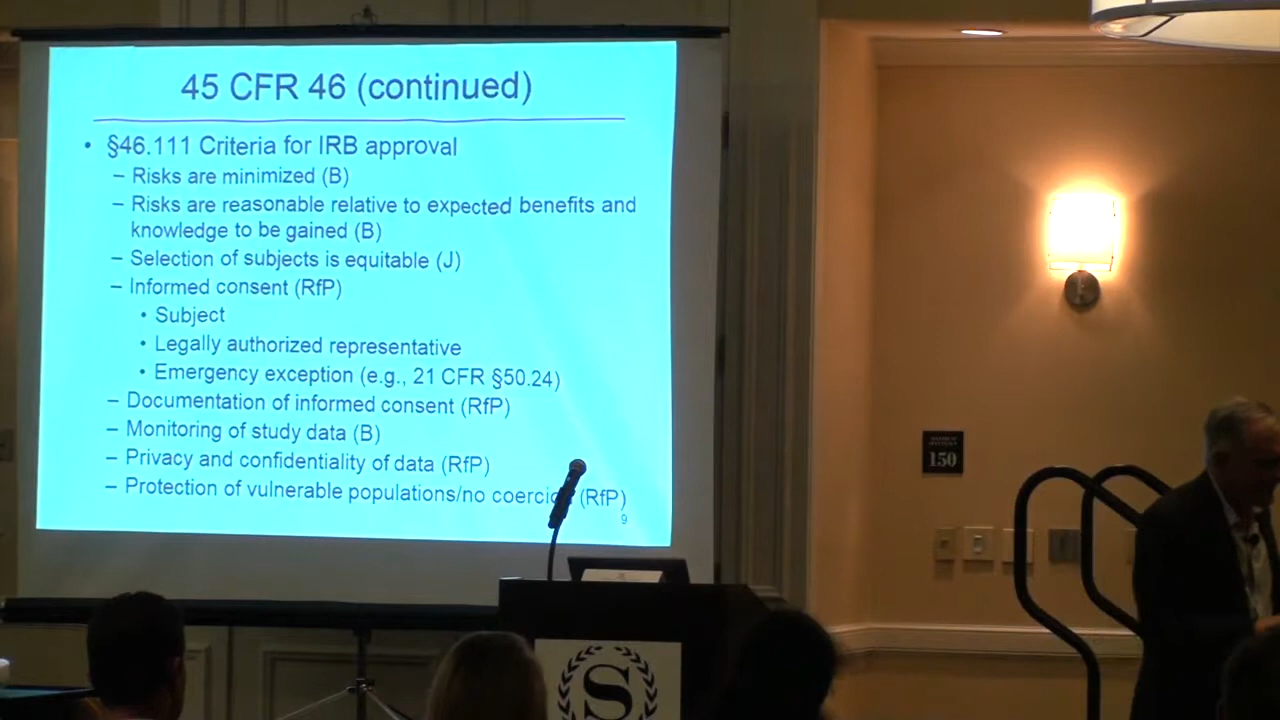 45 CFR 46 (continued)
• §46.111 Criteria for IRB approval
– Risks are minimized (B)
– Risks are reasonable relative to expected benefits and
knowledge to be gained (B)
– Selection of subjects is equitable (J)
– Informed consent (RfP)
• Subject
• Legally authorized representative
• Emergency exception (e.g., 21 CFR §50.24)
– Documentation of informed consent (RfP)
– Monitoring of study data (B)
– Privacy and confidentiality of data (RfP)
– Protection of vulnerable populations/no coercio (RfP)
9
150
S